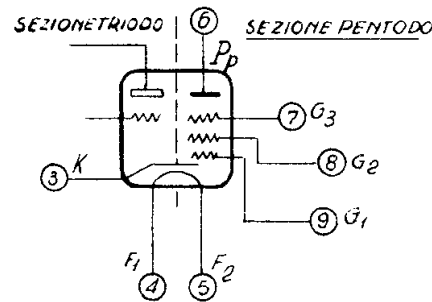 SEZIONE TRIODO
6
SEZIONE PENTODO
Pp
7 G3
8 G2
3 K
9 G1
F1 F2
4 5